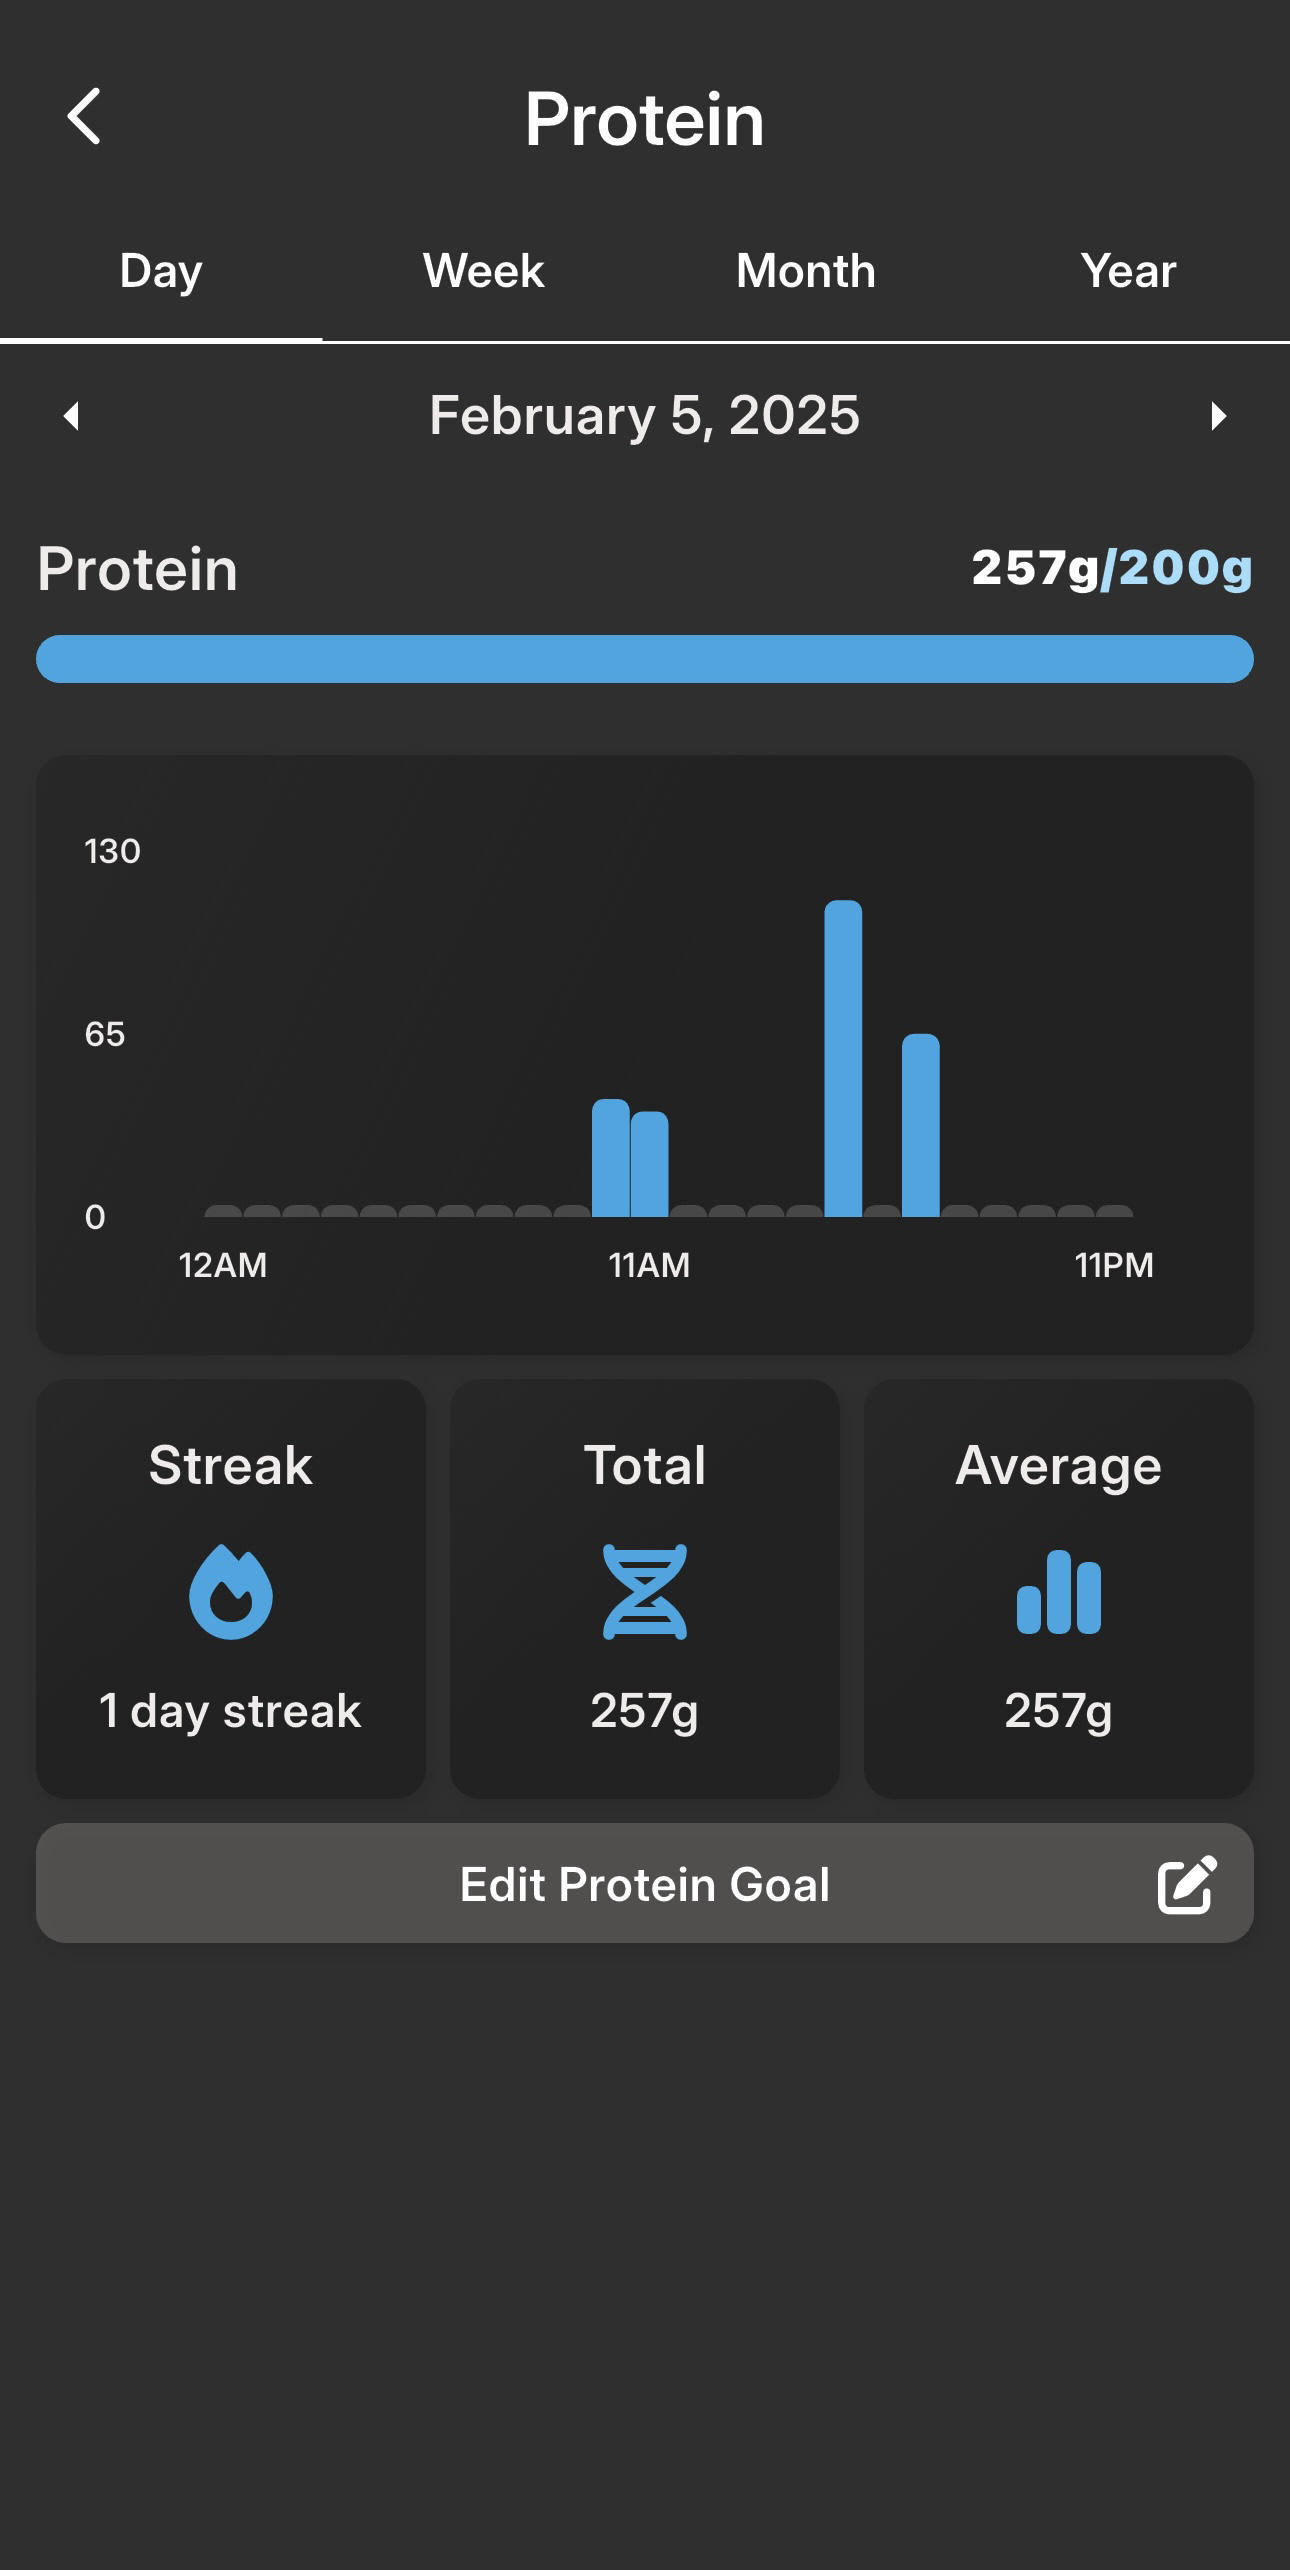 Protein
Day Week Month Year
February 5, 2025
Protein 257g/200g
130
65
0
12AM 11AM 11PM
Streak Total Average
1 day streak 257g 257g
Edit Protein Goal